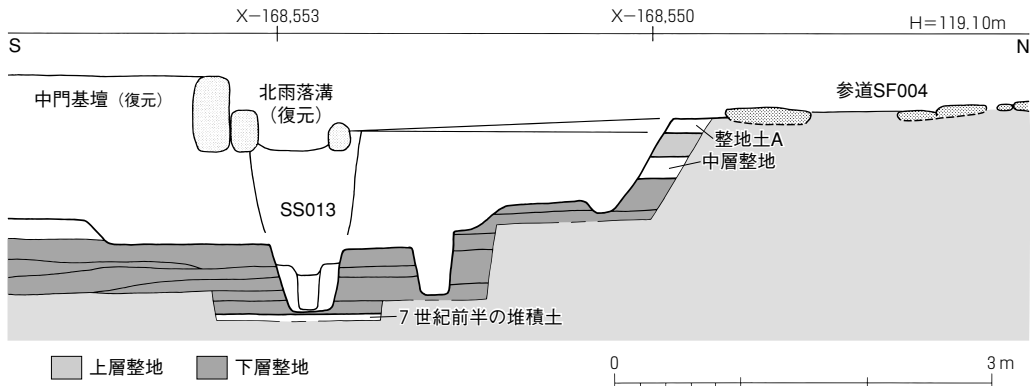 X−168,553
X−168,550
H=119.10m
S
N
中門基壇（復元）
北雨落溝
（復元）
参道SF004
整地土A
中層整地
SS013
7世紀前半の堆積土
上層整地
下層整地
0
3 m